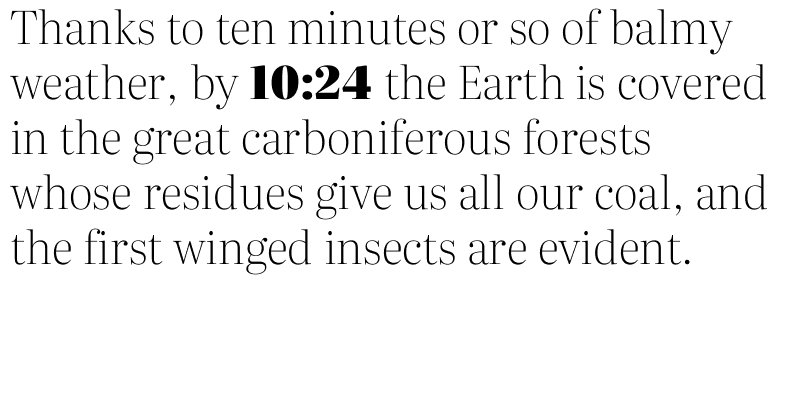 Thanks to ten minutes or so of balmy
weather, by 10:24 the Earth is covered
in the great carboniferous forests
whose residues give us all our coal, and
the first winged insects are evident.